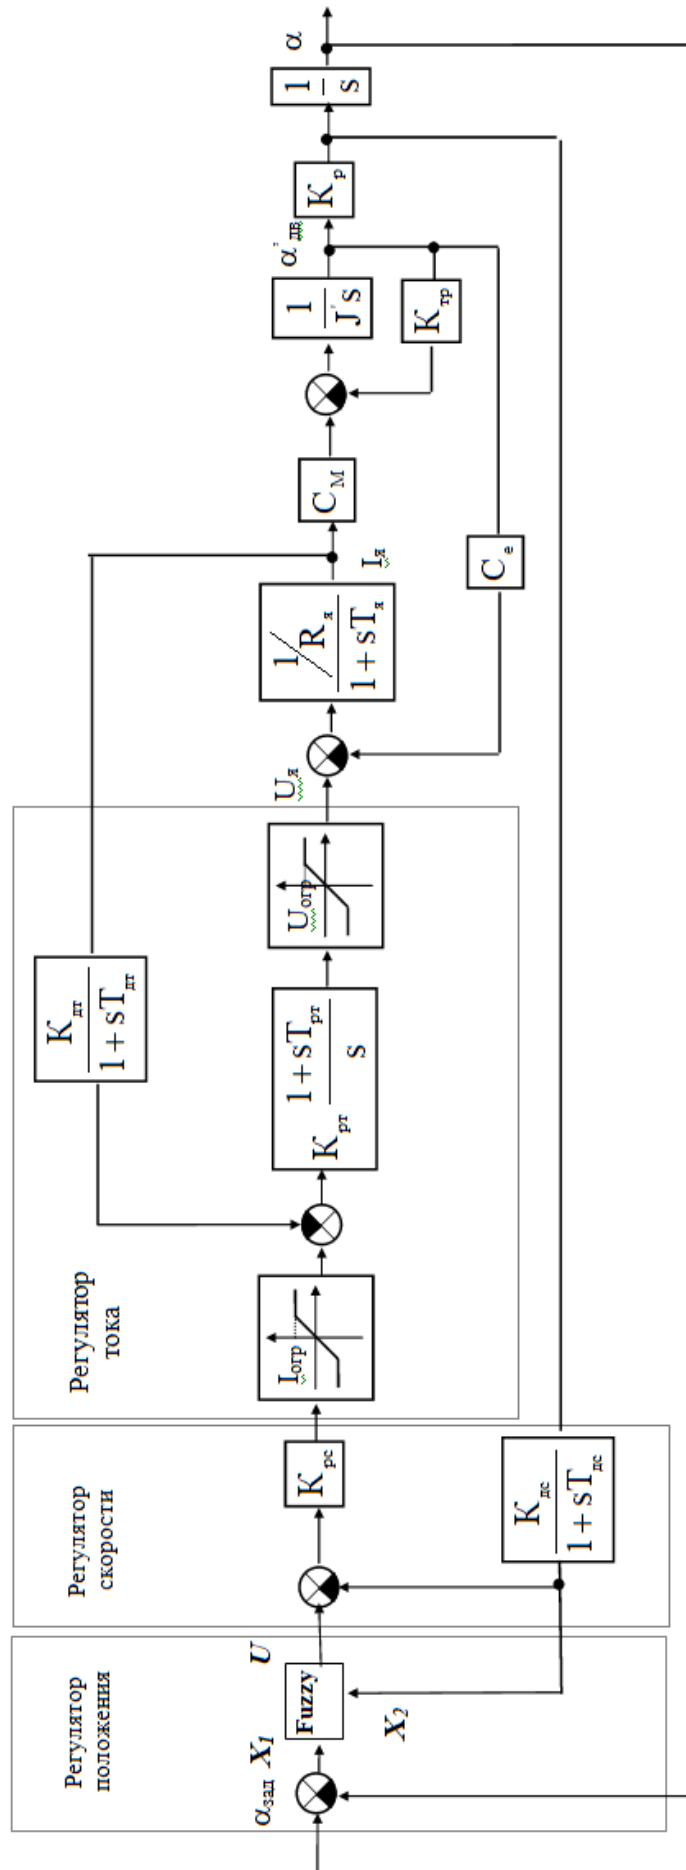 Регулятор
положения
Регулятор
скорости
Регулятор
тока
αзад
X1
Fuzzy
U
X2
Kрс
Iогр
Kрт
1 + sTрт
s
Kдт
1 + sTдт
Uогр
Uя
1/Rя
1 + sTя
Iя
CМ
1
J's
α'дв
Kр
1
s
α
Kтр
Ce
Kдс
1 + sTдс